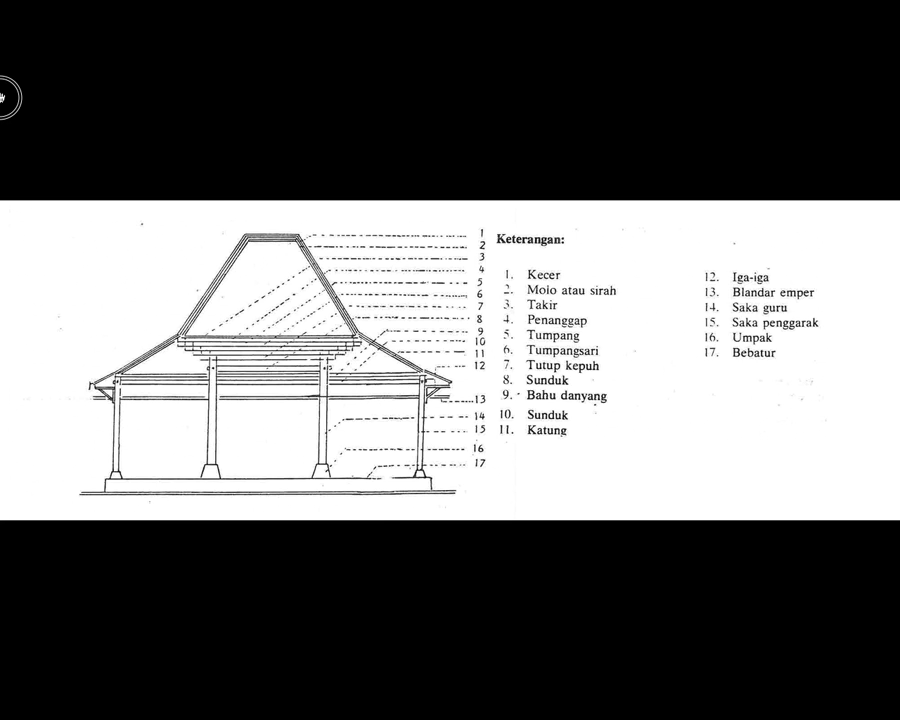 1
2
3
4
5
6
7
8
9
10
11
12
13
14
15
16
17
Keterangan:
1. Kecer
2. Molo atau sirah
3. Takir
4. Penanggap
5. Tumpang
6. Tumpangsari
7. Tutup kepuh
8. Sunduk
9. Bahu danyang
10. Sunduk
11. Katung
12. Iga-iga
13. Blandar emper
14. Saka guru
15. Saka penggarak
16. Umpak
17. Bebatur